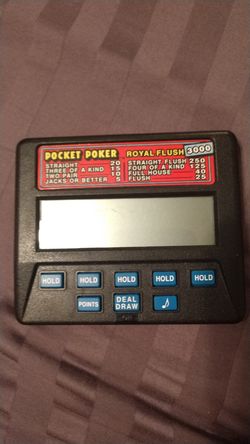 POCKET POKER ROYAL FLUSH 3000
STRAIGHT 20 STRAIGHT FLUSH 250
THREE OF A KIND 15 FOUR OF A KIND 125
TWO PAIR 10 FULL HOUSE 40
JACKS OR BETTER 5 FLUSH 25
HOLD HOLD HOLD HOLD HOLD
POINTS DEAL
DRAW